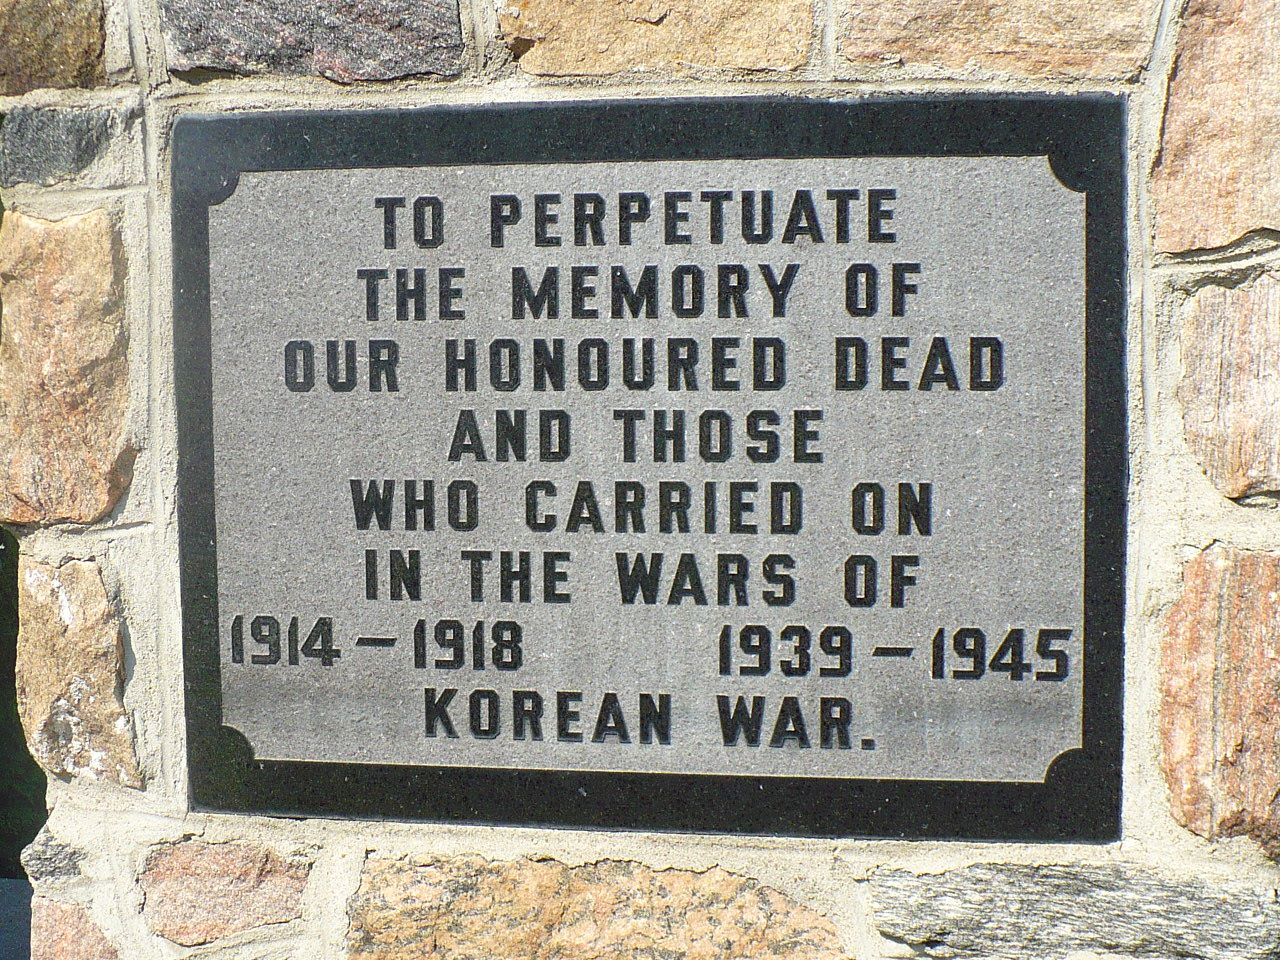 TO PERPETUATE
THE MEMORY OF
OUR HONOURED DEAD
AND THOSE
WHO CARRIED ON
IN THE WARS OF
1914-1918 1939-1945
KOREAN WAR.